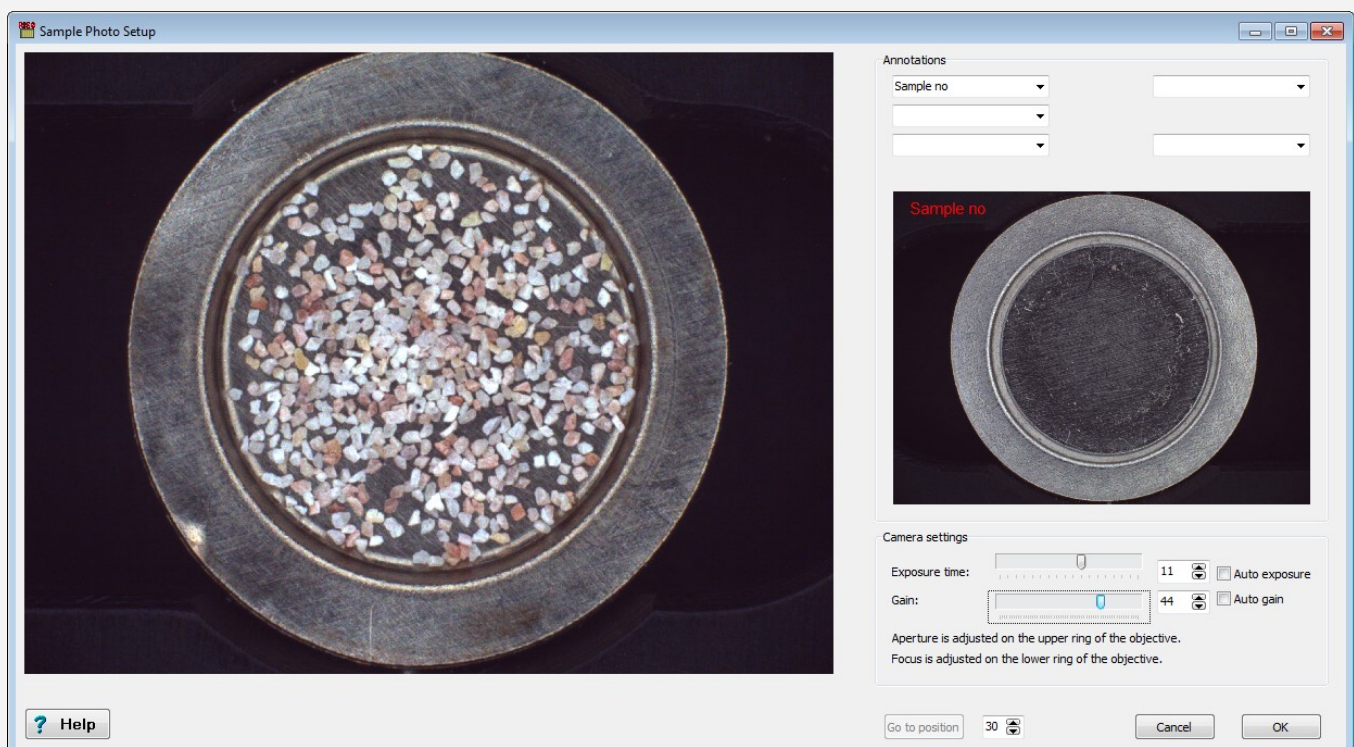 Sample Photo Setup
Annotations
Sample no
Sample no
Camera settings
Exposure time:
11
Auto exposure
Gain:
44
Auto gain
Aperture is adjusted on the upper ring of the objective.
Focus is adjusted on the lower ring of the objective.
? Help
Go to position
30
Cancel
OK